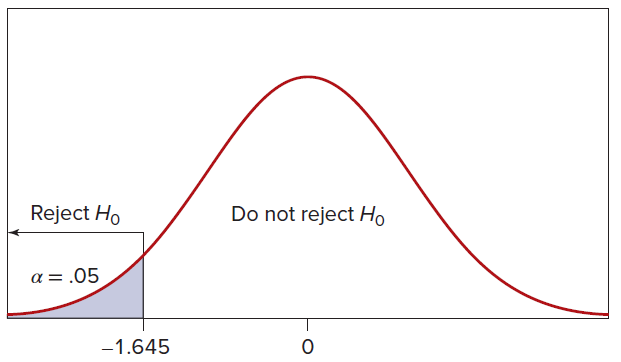 Reject H₀
Do not reject H₀
α = .05
–1.645
0